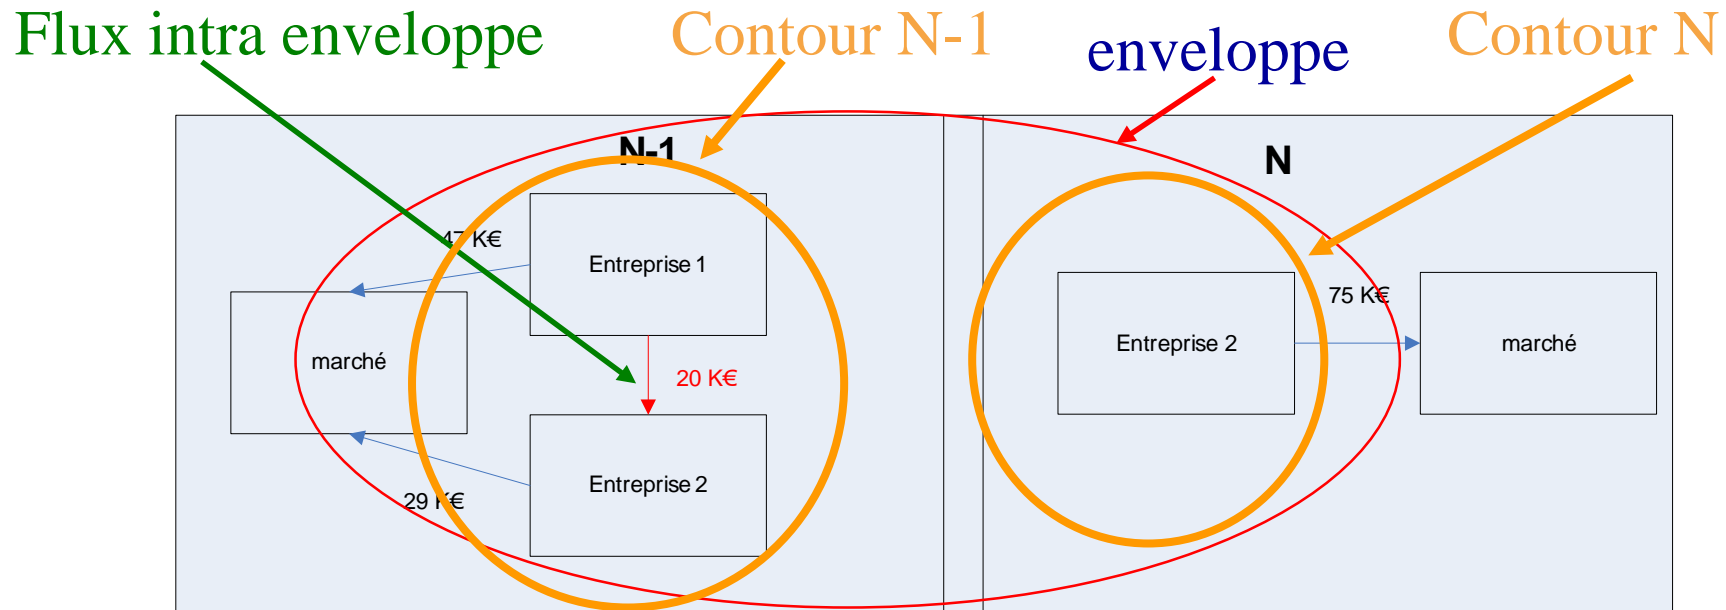 Flux intra enveloppe
Contour N-1
enveloppe
Contour N
N-1
N
47 K€
Entreprise 1
marché
20 K€
Entreprise 2
29 K€
75 K€
Entreprise 2
marché